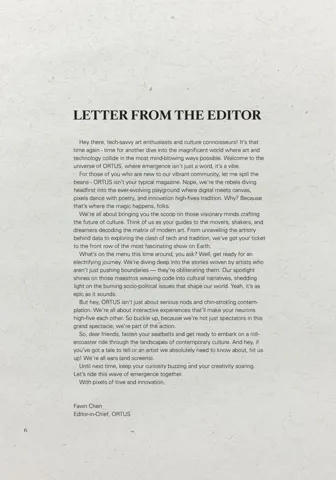 LETTER FROM THE EDITOR
Hey there, tech-savvy art enthusiasts and culture connoisseurs! It's that
time again - time for another dive into the magnificent world where art and
technology collide in the most mind-blowing ways possible. Welcome to the
universe of ORTUS, where emergence isn't just a word, it's a vibe.
For those of you who are new to our vibrant community, let me spill the
beans - ORTUS isn't your typical magazine. Nope, we're the rebels diving
headfirst into the ever-evolving playground where digital meets canvas,
pixels dance with poetry, and innovation high-fives tradition. Why? Because
that's where the magic happens, folks.
We're all about bringing you the scoop on those visionary minds crafting
the future of culture. Think of us as your guides to the movers, shakers, and
dreamers decoding the matrix of modern art. From unraveling the artistry
behind data to exploring the clash of tech and tradition, we've got your ticket
to the front row of the most fascinating show on Earth.
What's on the menu this time around, you ask? Well, get ready for an
electrifying journey. We're diving deep into the stories woven by artists who
aren't just pushing boundaries — they're obliterating them. Our spotlight
shines on those maestros weaving code into cultural narratives, shedding
light on the burning socio-political issues that shape our world. Yeah, it's as
epic as it sounds.
But hey, ORTUS isn't just about serious nods and chin-stroking contem-
plation. We're all about interactive experiences that'll make your neurons
high-five each other. So buckle up, because we're not just spectators in this
grand spectacle; we're part of the action.
So, dear friends, fasten your seatbelts and get ready to embark on a roll-
ercoaster ride through the landscapes of contemporary culture. And hey, if
you've got a tale to tell or an artist we absolutely need to know about, hit us
up! We're all ears (and screens).
Until next time, keep your curiosity buzzing and your creativity soaring.
Let's ride this wave of emergence together.
With pixels of love and innovation,
Fawn Chan
Editor-in-Chief, ORTUS
6